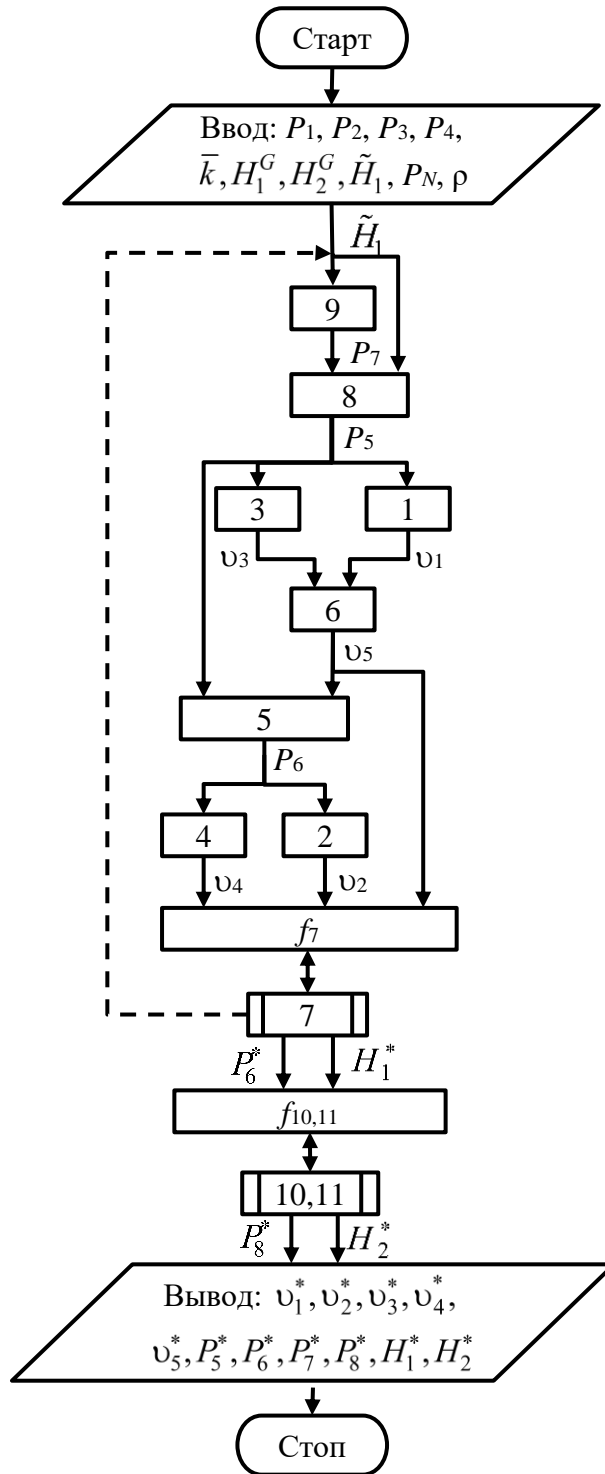 Старт
Ввод: P₁, P₂, P₃, P₄,
k̅, H₁ᴳ, H₂ᴳ, H̃₁, P_N, ρ
H̃₁
9
P₇
8
P₅
3 1
υ₃ υ₁
6
υ₅
5
P₆
4 2
υ₄ υ₂
f₇
7
P₆* H₁*
f₁₀,₁₁
10,11
P₈* H₂*
Вывод: υ₁*, υ₂*, υ₃*, υ₄*,
υ₅*, P₅*, P₆*, P₇*, P₈*, H₁*, H₂*
Стоп